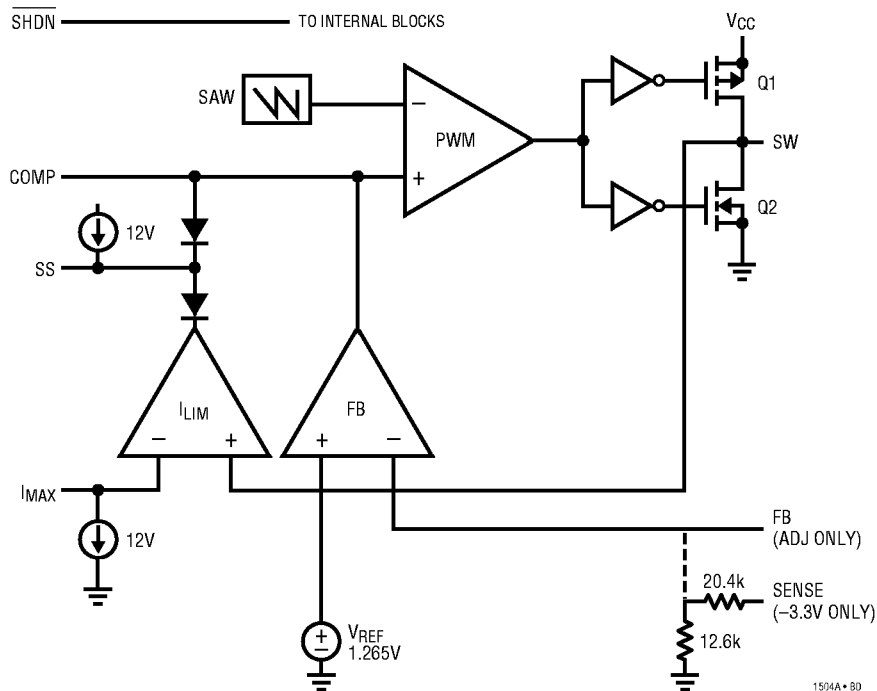 SHDN TO INTERNAL BLOCKS
VCC
SAW
Q1
− PWM
SW
COMP
+
12V
Q2
SS
ILIM
FB
− +
+ −
IMAX
12V
FB
(ADJ ONLY)
20.4k
SENSE
(–3.3V ONLY)
+
−
VREF
1.265V
12.6k
1504A • BD